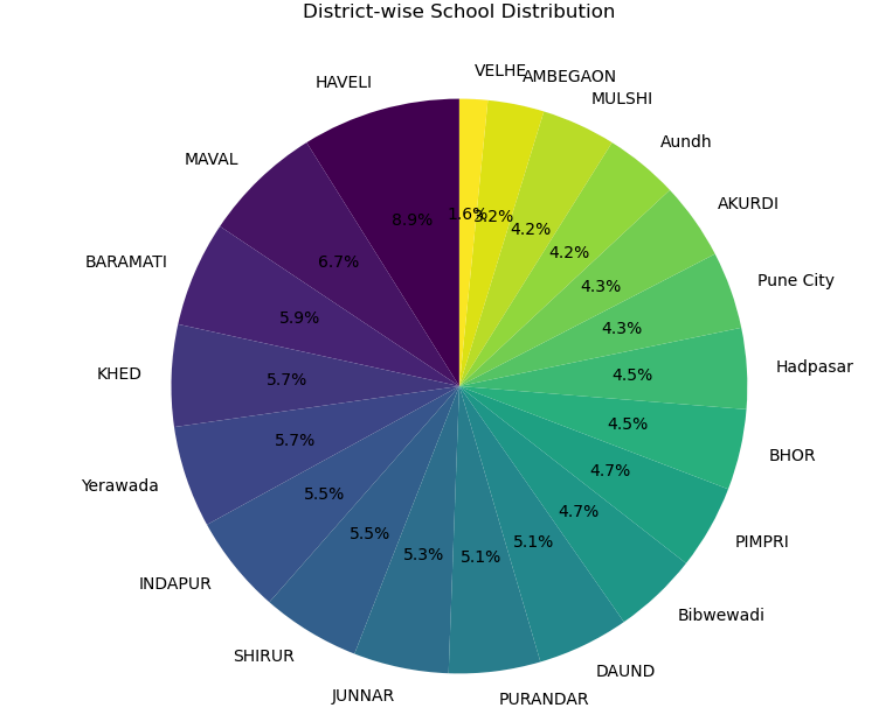 District-wise School Distribution
HAVELI
8.9%
MAVAL
6.7%
BARAMATI
5.9%
KHED
5.7%
Yerawada
5.7%
INDAPUR
5.5%
SHIRUR
5.5%
JUNNAR
5.3%
PURANDAR
5.1%
DAUND
5.1%
Bibwewadi
4.7%
PIMPRI
4.7%
BHOR
4.5%
Hadpasar
4.5%
Pune City
4.3%
AKURDI
4.3%
Aundh
4.2%
MULSHI
4.2%
AMBEGAON
3.2%
VELHE
1.6%